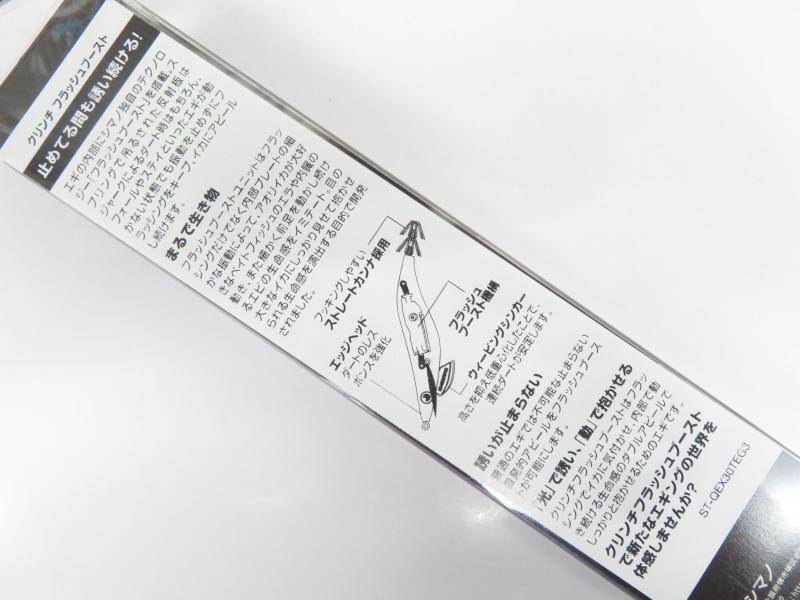 クリンチ フラッシュブースト
止めてる間も誘い続ける!
エギの内部にシマノ独自のテクノロ
ジー「フラッシュブースト」を搭載。ス
プリングで吊るされた反射板は
ジャークによるダート時はもちろん、
フォールやステイといったエギが動
かない状態でも振動を止めずにフ
ラッシングをキープ、イカにアピール
し続けます。
まるで生き物
フラッシュブーストユニットはフラッ
シングだけでなく内部プレートの細
かな振動によって、アオリイカが大好
きなベイトフィッシュのエラや内臓の
動き、また細かく前足を動かし続け
るエビの生命感をイミテート。目の
大きなイカにしっかり見せて抱かせ
られる生命感を演出する目的で開発
されました。
フッキングしやすい
ストレートカンナ採用
エッジヘッド
ダートのレス
ポンスを強化
フラッシュ
ブースト機構
ウィーピングシンカー
高さを抑え低重心化したことで、
連続ダートが安定します。
誘いが止まらない
普通のエギでは不可能な止まらない
自発的アピールをフラッシュブース
トが可能にします。
「光」で誘い、「動」で抱かせる
クリンチフラッシュブーストはフラッ
シングでイカに気付かせ、内部で動
き続ける生命感のダブルアピールで
しっかりと抱かせるためのエギです。
クリンチフラッシュブースト
で新たなエギングの世界を
体感しませんか?
ST-QEX30TEG3
シマノ